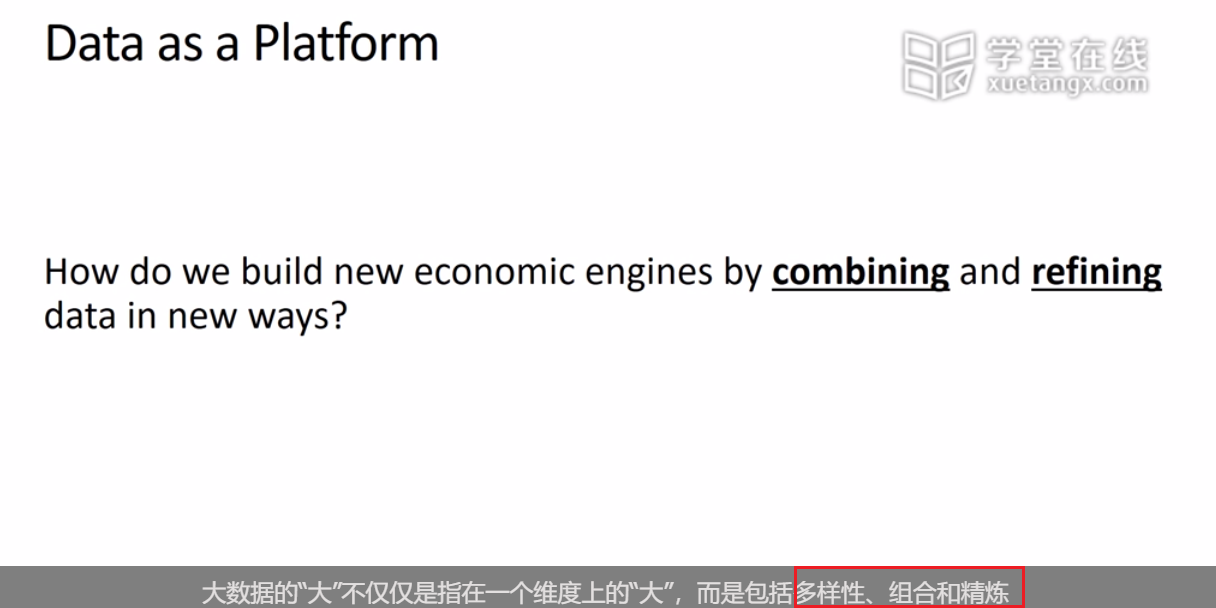 Data as a Platform
学堂在线
xuetangx.com
How do we build new economic engines by combining and refining
data in new ways?
大数据的“大”不仅仅是指在一个维度上的“大”，而是包括多样性、组合和精炼